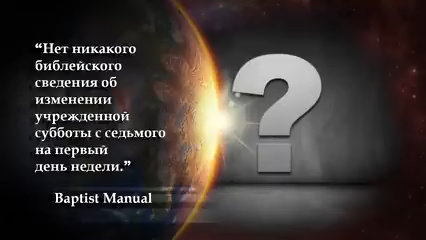 “Нет никакого
библейского
сведения об
изменении
учрежденной
субботы с седьмого
на первый
день недели.”
Baptist Manual
?